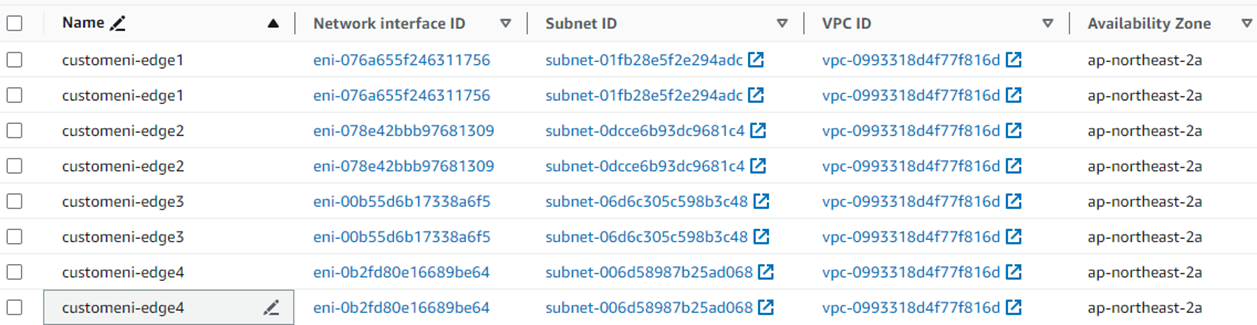 Name Network interface ID Subnet ID VPC ID Availability Zone
customeni-edge1 eni-076a655f246311756 subnet-01fb28e5f2e294adc vpc-0993318d4f77f816d ap-northeast-2a
customeni-edge1 eni-076a655f246311756 subnet-01fb28e5f2e294adc vpc-0993318d4f77f816d ap-northeast-2a
customeni-edge2 eni-078e42bbb97681309 subnet-0dcce6b93dc9681c4 vpc-0993318d4f77f816d ap-northeast-2a
customeni-edge2 eni-078e42bbb97681309 subnet-0dcce6b93dc9681c4 vpc-0993318d4f77f816d ap-northeast-2a
customeni-edge3 eni-00b55d6b17338a6f5 subnet-06d6c305c598b3c48 vpc-0993318d4f77f816d ap-northeast-2a
customeni-edge3 eni-00b55d6b17338a6f5 subnet-06d6c305c598b3c48 vpc-0993318d4f77f816d ap-northeast-2a
customeni-edge4 eni-0b2fd80e16689be64 subnet-006d58987b25ad068 vpc-0993318d4f77f816d ap-northeast-2a
customeni-edge4 eni-0b2fd80e16689be64 subnet-006d58987b25ad068 vpc-0993318d4f77f816d ap-northeast-2a